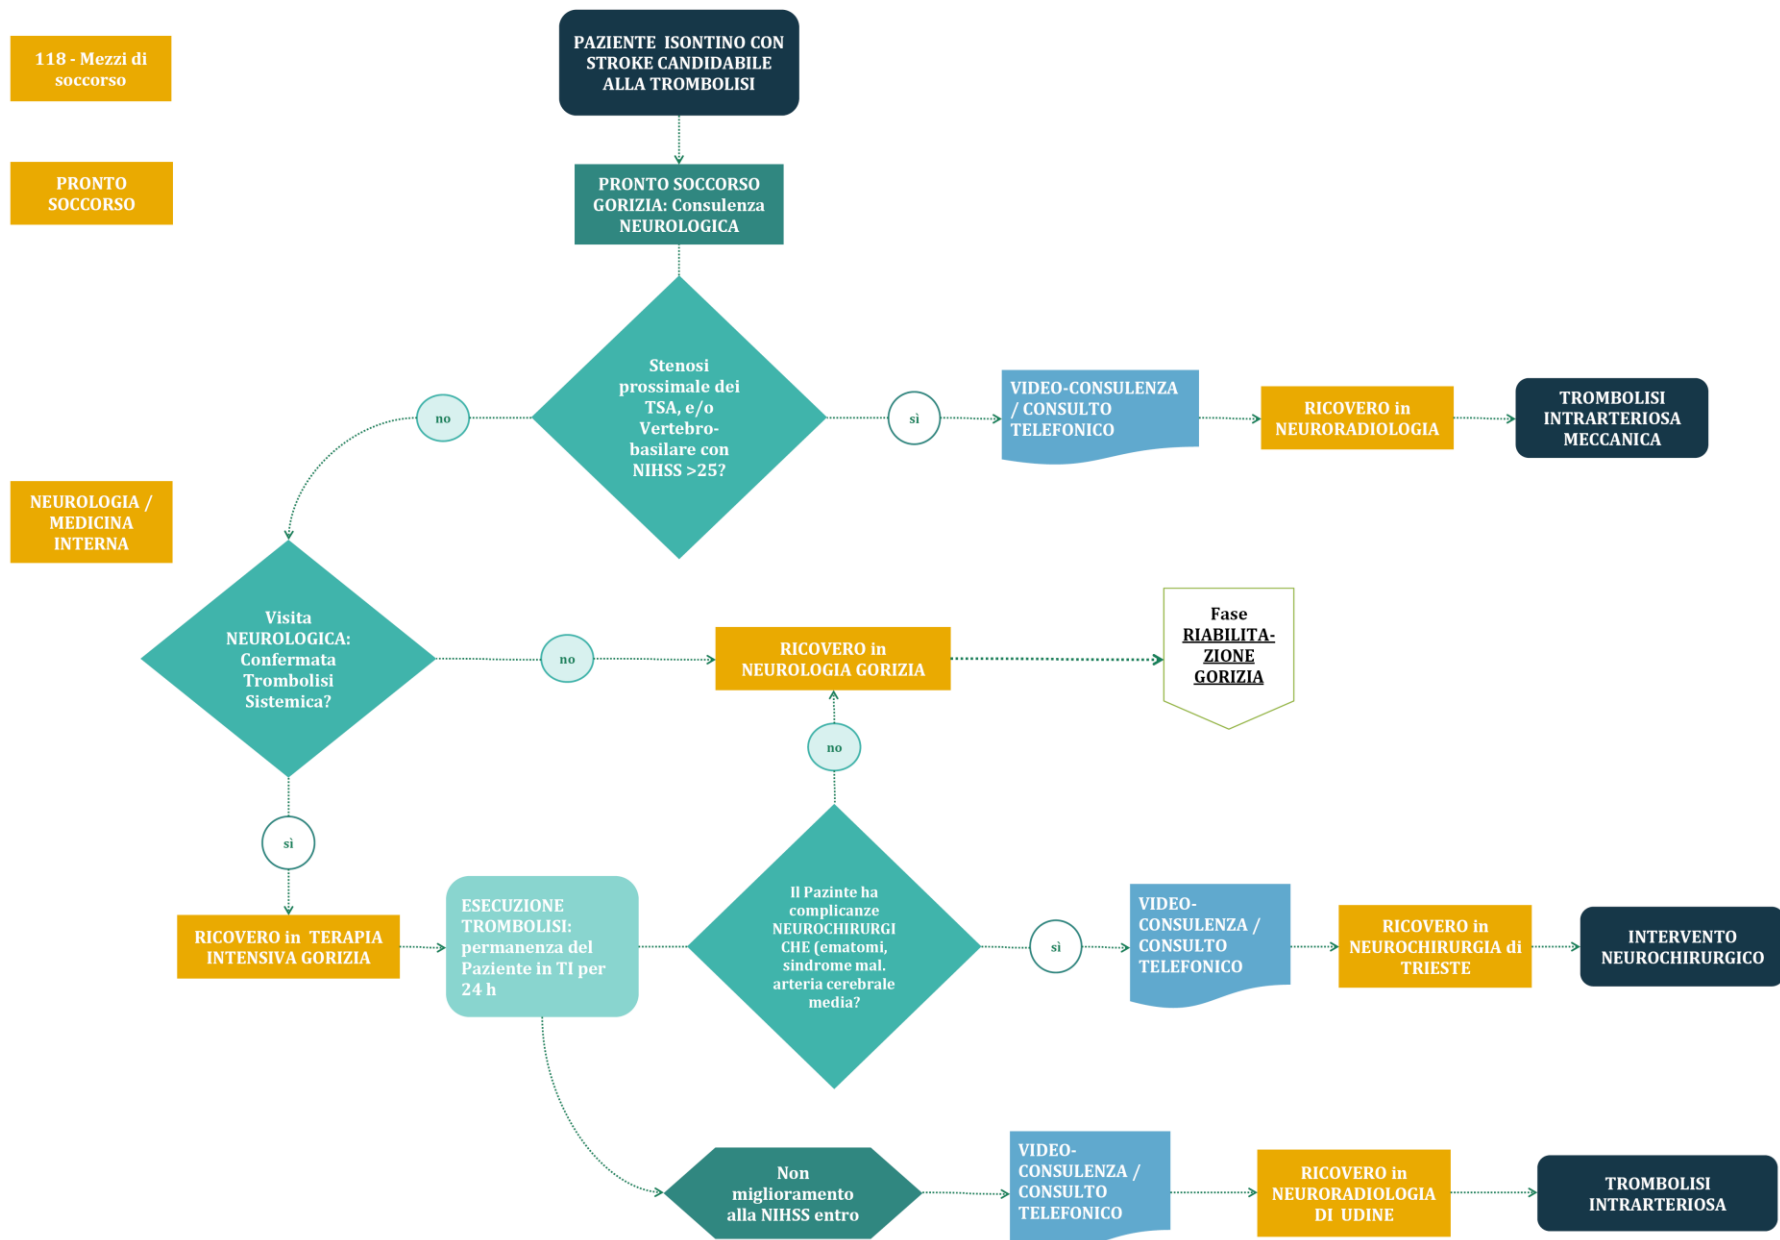 118 - Mezzi di
soccorso
PAZIENTE ISONTINO CON
STROKE CANDIDABILE
ALLA TROMBOLISI
PRONTO
SOCCORSO
PRONTO SOCCORSO
GORIZIA: Consulenza
NEUROLOGICA
Stenosi
prossimale dei
TSA, e/o
Vertebro-
basilare con
NIHSS >25?
no
sì
VIDEO-CONSULENZA
/ CONSULTO
TELEFONICO
RICOVERO in
NEURORADIOLOGIA
TROMBOLISI
INTRARTERIOSA
MECCANICA
NEUROLOGIA /
MEDICINA
INTERNA
Visita
NEUROLOGICA:
Confermata
Trombolisi
Sistemica?
no
RICOVERO in
NEUROLOGIA GORIZIA
Fase
RIABILITA-
ZIONE
GORIZIA
no
sì
RICOVERO in TERAPIA
INTENSIVA GORIZIA
ESECUZIONE
TROMBOLISI:
permanenza del
Paziente in TI per
24 h
Il Pazinte ha
complicanze
NEUROCHIRURGI
CHE (ematomi,
sindrome mal.
arteria cerebrale
media?
sì
VIDEO-
CONSULENZA /
CONSULTO
TELEFONICO
RICOVERO in
NEUROCHIRURGIA di
TRIESTE
INTERVENTO
NEUROCHIRURGICO
Non
miglioramento
alla NIHSS entro
VIDEO-
CONSULENZA /
CONSULTO
TELEFONICO
RICOVERO in
NEURORADIOLOGIA
DI UDINE
TROMBOLISI
INTRARTERIOSA